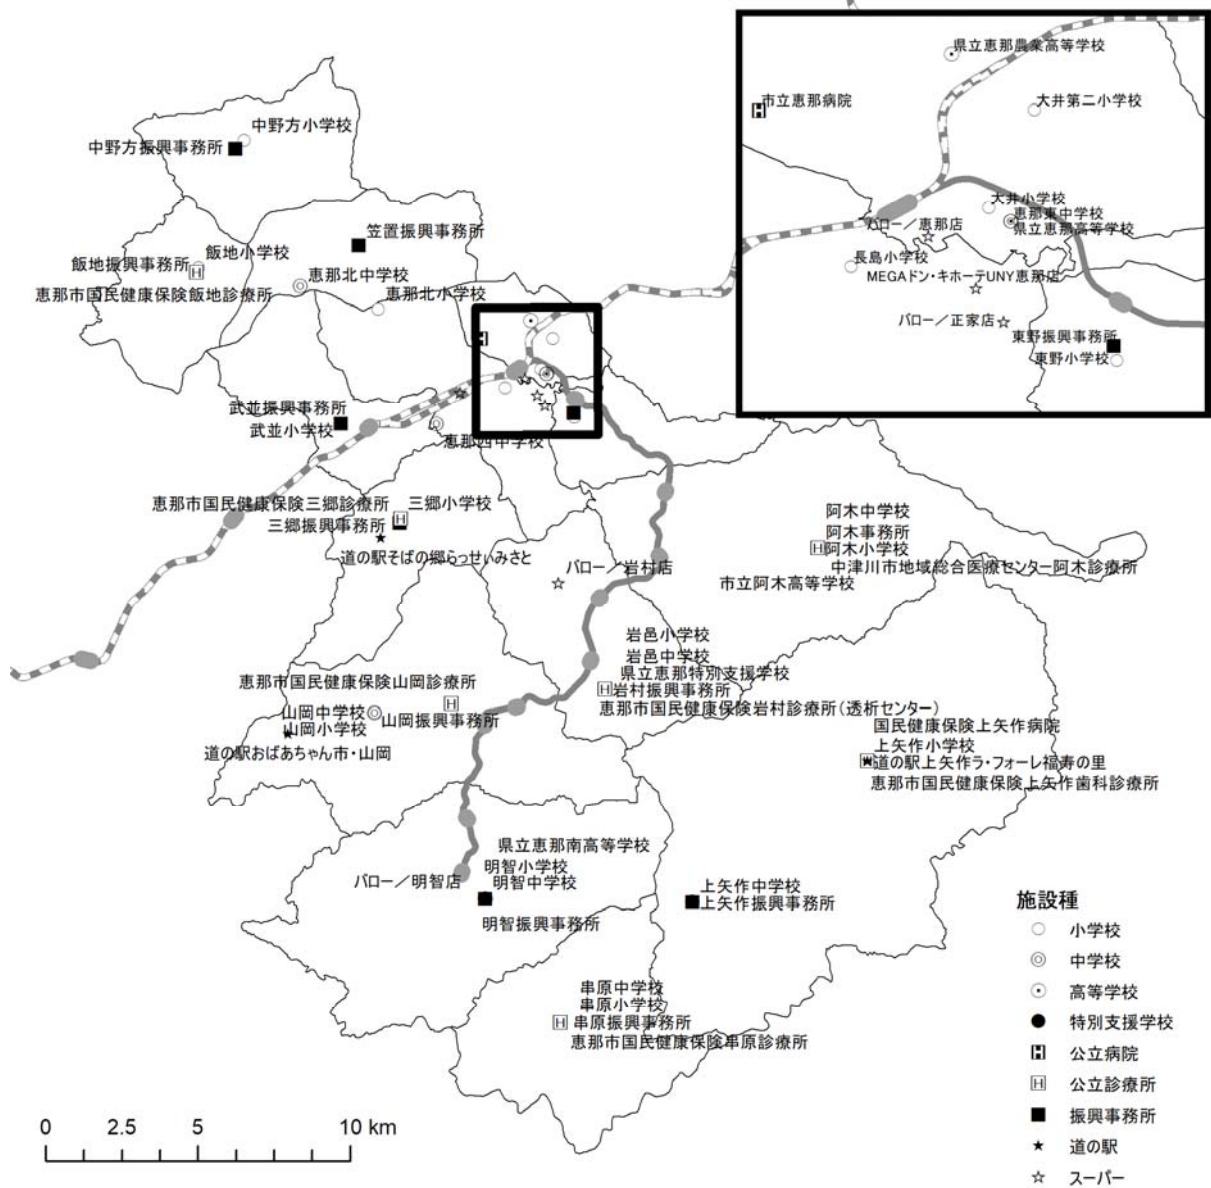 県立恵那農業高等学校
市立恵那病院
大井第二小学校
大井小学校
恵那東中学校
バロー／恵那店
県立恵那高等学校
長島小学校
MEGAドン・キホーテUNY恵那店
バロー／正家店
東野振興事務所
東野小学校
中野方小学校
中野方振興事務所
笠置振興事務所
飯地小学校
飯地振興事務所
恵那北中学校
恵那市国民健康保険飯地診療所
恵那北小学校
武並振興事務所
武並小学校
恵那西中学校
恵那市国民健康保険三郷診療所
三郷小学校
三郷振興事務所
道の駅そばの郷らっせぃみさと
バロー／岩村店
阿木中学校
阿木事務所
阿木小学校
中津川市地域総合医療センター阿木診療所
市立阿木高等学校
岩邑小学校
岩邑中学校
県立恵那特別支援学校
岩村振興事務所
恵那市国民健康保険岩村診療所（透析センター）
恵那市国民健康保険山岡診療所
山岡中学校
山岡振興事務所
山岡小学校
道の駅おばあちゃん市・山岡
国民健康保険上矢作病院
上矢作小学校
道の駅上矢作ラ・フォーレ福寿の里
恵那市国民健康保険上矢作歯科診療所
県立恵那南高等学校
明智小学校
バロー／明智店
明智中学校
明智振興事務所
上矢作中学校
上矢作振興事務所
串原中学校
串原小学校
串原振興事務所
恵那市国民健康保険串原診療所
施設種
小学校
中学校
高等学校
特別支援学校
公立病院
公立診療所
振興事務所
道の駅
スーパー
0 2.5 5 10 km